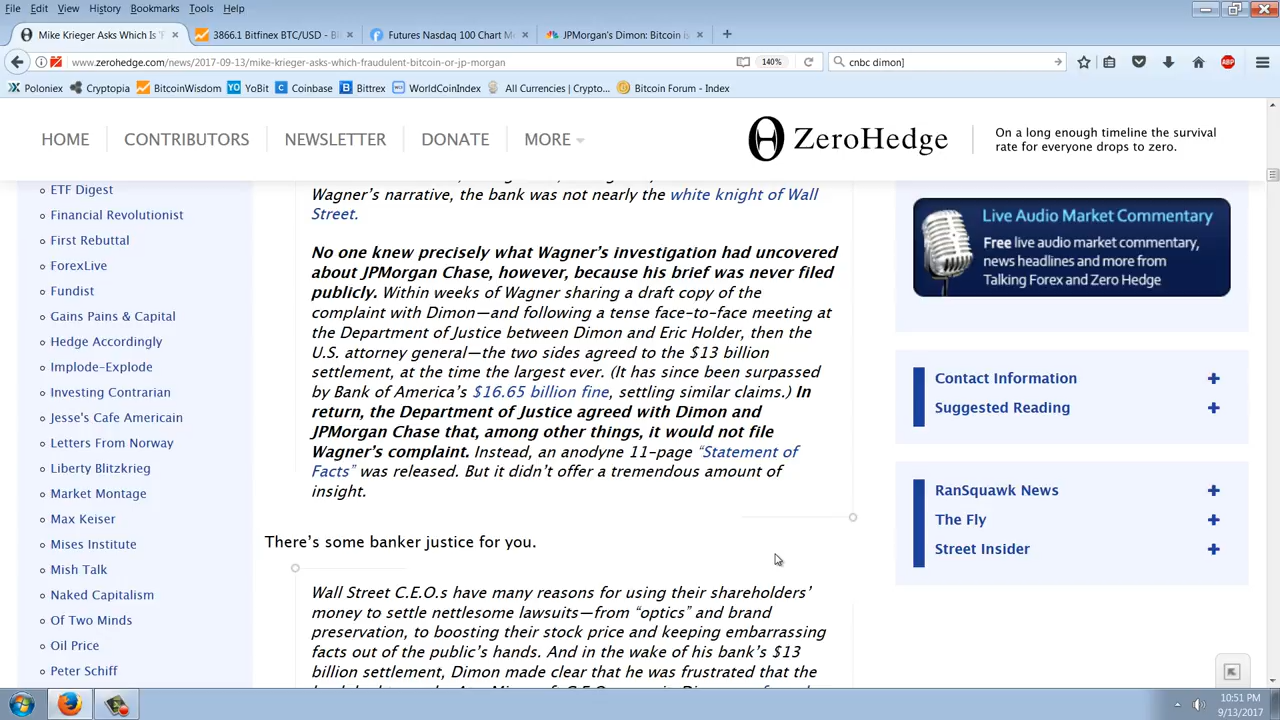 File Edit View History Bookmarks Tools Help
Mike Krieger Asks Which Is 'F
3866.1 Bitfinex BTC/USD - Bi
Futures Nasdaq 100 Chart M
JPMorgan's Dimon: Bitcoin is
www.zerohedge.com/news/2017-09-13/mike-krieger-asks-which-fraudulent-bitcoin-or-jp-morgan
140%
cnbc dimon]
ABP
Poloniex Cryptopia BitcoinWisdom YoBit Coinbase Bittrex WorldCoinIndex All Currencies | Crypto... Bitcoin Forum - Index
HOME CONTRIBUTORS NEWSLETTER DONATE MORE
ZeroHedge
On a long enough timeline the survival
rate for everyone drops to zero.
ETF Digest
Financial Revolutionist
First Rebuttal
ForexLive
Fundist
Gains Pains & Capital
Hedge Accordingly
Implode-Explode
Investing Contrarian
Jesse's Cafe Americain
Letters From Norway
Liberty Blitzkrieg
Market Montage
Max Keiser
Mises Institute
Mish Talk
Naked Capitalism
Of Two Minds
Oil Price
Peter Schiff
Wagner’s narrative, the bank was not nearly the white knight of Wall
Street.
No one knew precisely what Wagner’s investigation had uncovered
about JPMorgan Chase, however, because his brief was never filed
publicly. Within weeks of Wagner sharing a draft copy of the
complaint with Dimon—and following a tense face-to-face meeting at
the Department of Justice between Dimon and Eric Holder, then the
U.S. attorney general—the two sides agreed to the $13 billion
settlement, at the time the largest ever. (It has since been surpassed
by Bank of America’s $16.65 billion fine, settling similar claims.) In
return, the Department of Justice agreed with Dimon and
JPMorgan Chase that, among other things, it would not file
Wagner’s complaint. Instead, an anodyne 11-page “Statement of
Facts” was released. But it didn’t offer a tremendous amount of
insight.
There’s some banker justice for you.
Wall Street C.E.O.s have many reasons for using their shareholders’
money to settle nettlesome lawsuits—from “optics” and brand
preservation, to boosting their stock price and keeping embarrassing
facts out of the public’s hands. And in the wake of his bank’s $13
billion settlement, Dimon made clear that he was frustrated that the
Live Audio Market Commentary
Free live audio market commentary,
news headlines and more from
Talking Forex and Zero Hedge
Contact Information
Suggested Reading
RanSquawk News
The Fly
Street Insider
10:51 PM
9/13/2017